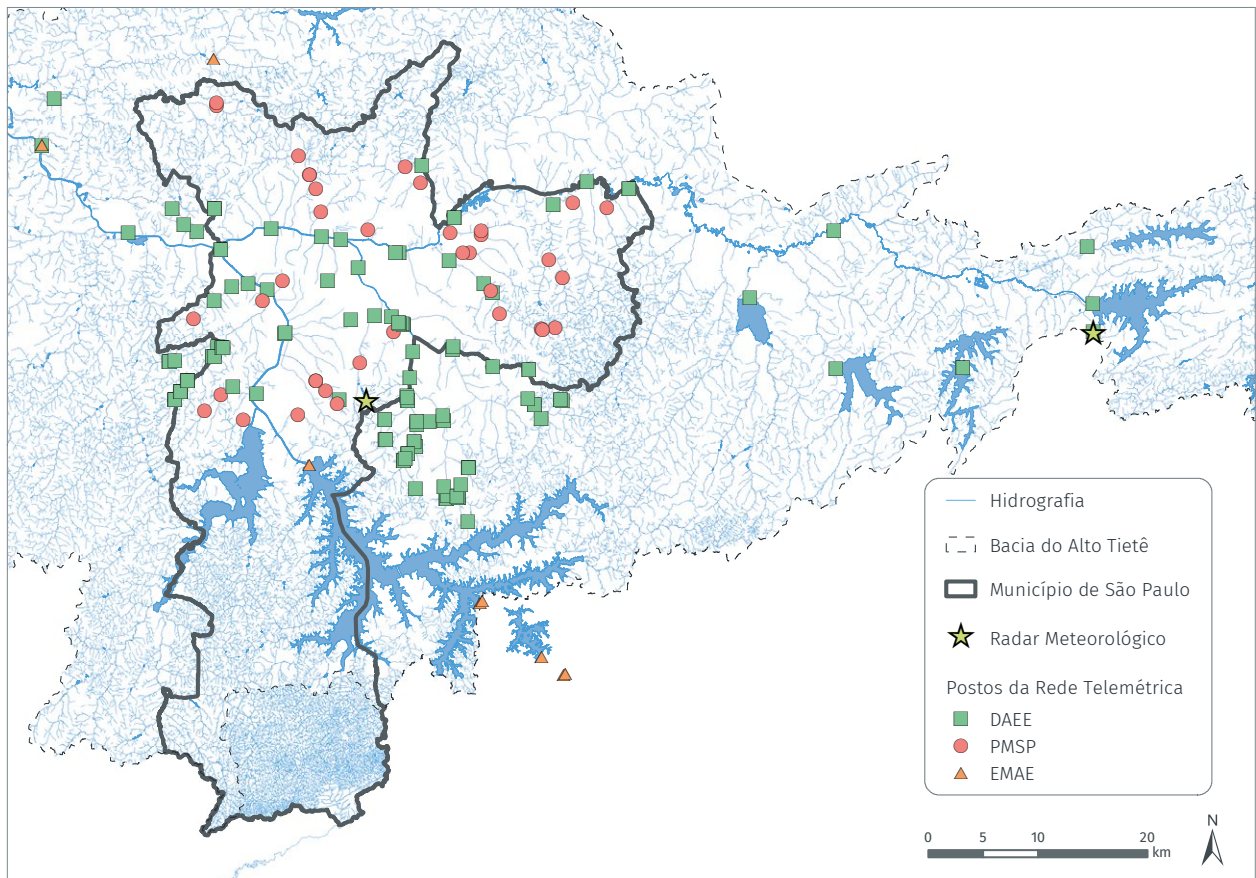 Hidrografia
Bacia do Alto Tietê
Município de São Paulo
Radar Meteorológico
Postos da Rede Telemétrica
DAEE
PMSP
EMAE
0 5 10 20
km
N